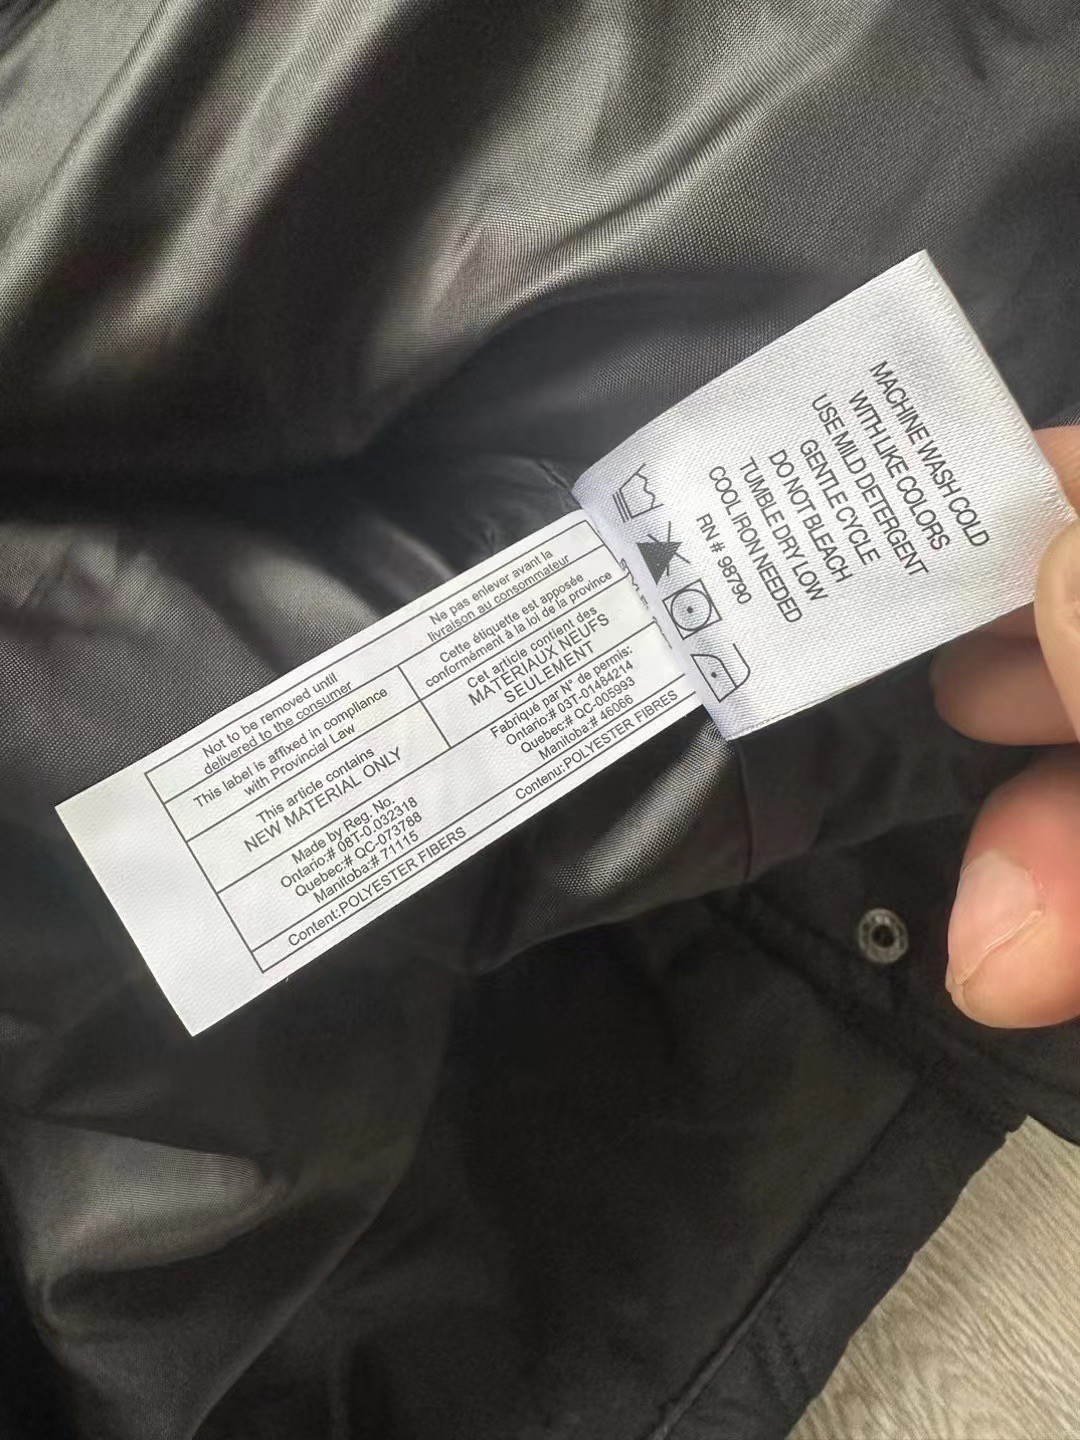 MACHINE WASH COLD
WITH LIKE COLORS
USE MILD DETERGENT
GENTLE CYCLE
DO NOT BLEACH
TUMBLE DRY LOW
COOL IRON NEEDED
RN # 98790
Not to be removed until
delivered to the consumer
This label is affixed in compliance
with Provincial Law
This article contains
NEW MATERIAL ONLY
Made by Reg. No.
Ontario:# 08T-0.032318
Quebec:# QC-073788
Manitoba:# 71115
Content:POLYESTER FIBERS
Ne pas enlever avant la
livraison au consommateur
Cette étiquette est apposée
conformément à la loi de la province
Cet article contient des
MATERIAUX NEUFS
SEULEMENT
Fabriqué par N° de permis:
Ontario:# 03T-01484214
Quebec:# QC-005993
Manitoba:# 46066
Contenu:POLYESTER FIBRES